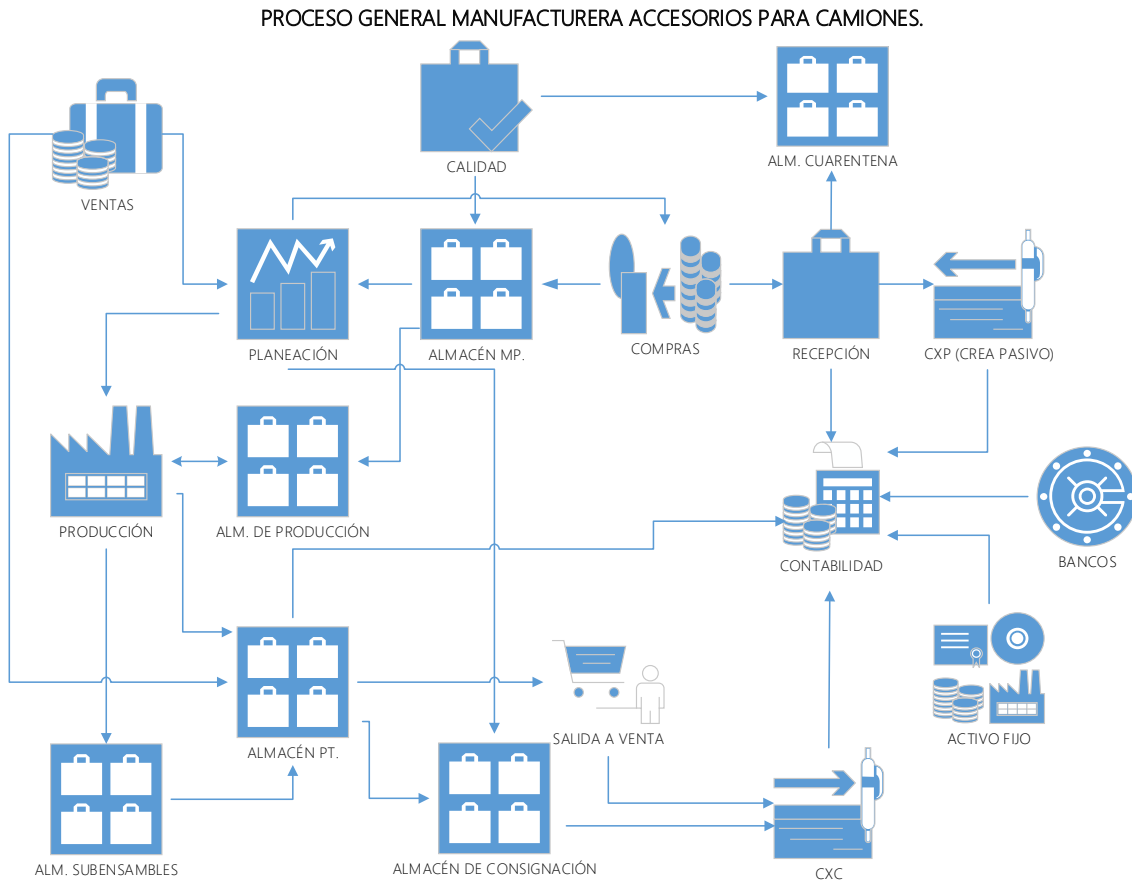 PROCESO GENERAL MANUFACTURERA ACCESORIOS PARA CAMIONES.
VENTAS
CALIDAD
ALM. CUARENTENA
PLANEACIÓN
ALMACÉN MP.
COMPRAS
RECEPCIÓN
CXP (CREA PASIVO)
PRODUCCIÓN
ALM. DE PRODUCCIÓN
CONTABILIDAD
BANCOS
ALMACÉN PT.
SALIDA A VENTA
ACTIVO FIJO
ALM. SUBENSAMBLES
ALMACÉN DE CONSIGNACIÓN
CXC